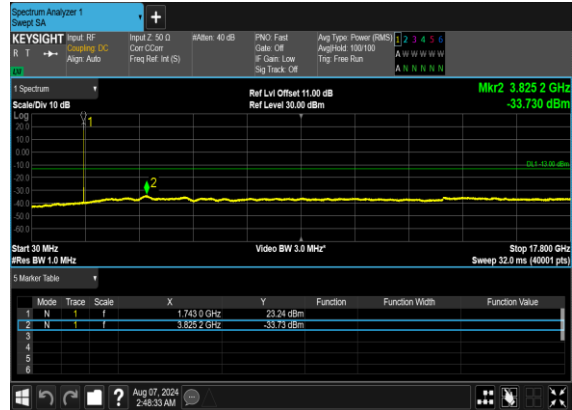 Spectrum Analyzer 1
Swept SA
+
KEYSIGHT Input: RF Input Z: 50 Ω #Atten: 40 dB PNO: Fast Avg Type: Power (RMS) 1 2 3 4 5 6
R T Coupling: DC Corr CCorr Gate: Off Avg|Hold: 100/100 A W W W W W
Align: Auto Freq Ref: Int (S) IF Gain: Low Trig: Free Run
Sig Track: Off A N N N N N
1 Spectrum
Scale/Div 10 dB
Ref Lvl Offset 11.00 dB
Ref Level 30.00 dBm
Mkr2 3.825 2 GHz
-33.730 dBm
Log
1
20.0
10.0
0.00
-10.0
DL1 -13.00 dBm
-20.0
2
-30.0
-40.0
-50.0
-60.0
Start 30 MHz Video BW 3.0 MHz* Stop 17.800 GHz
#Res BW 1.0 MHz Sweep 32.0 ms (40001 pts)
5 Marker Table
Mode Trace Scale X Y Function Function Width Function Value
1 N 1 f 1.743 0 GHz 23.24 dBm
2 N 1 f 3.825 2 GHz -33.73 dBm
3
4
5
6
? Aug 07, 2024
2:48:33 AM